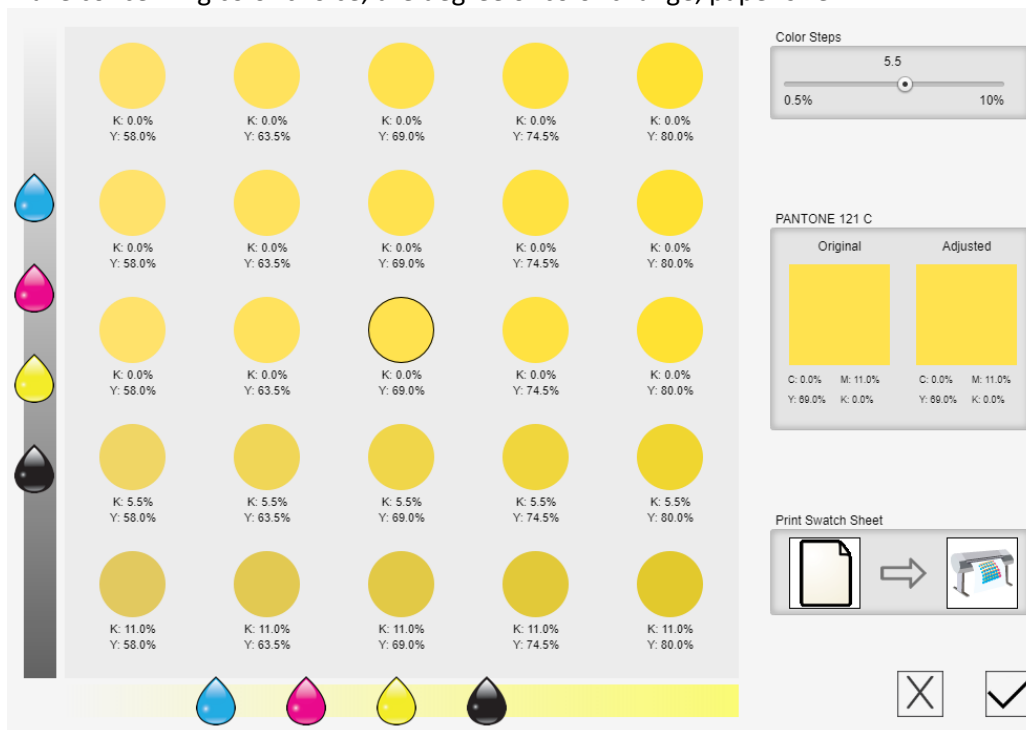 Color Steps
5.5
0.5% 10%
K: 0.0% K: 0.0% K: 0.0% K: 0.0% K: 0.0%
Y: 58.0% Y: 63.5% Y: 69.0% Y: 74.5% Y: 80.0%
K: 0.0% K: 0.0% K: 0.0% K: 0.0% K: 0.0%
Y: 58.0% Y: 63.5% Y: 69.0% Y: 74.5% Y: 80.0%
K: 0.0% K: 0.0% K: 0.0% K: 0.0% K: 0.0%
Y: 58.0% Y: 63.5% Y: 69.0% Y: 74.5% Y: 80.0%
K: 5.5% K: 5.5% K: 5.5% K: 5.5% K: 5.5%
Y: 58.0% Y: 63.5% Y: 69.0% Y: 74.5% Y: 80.0%
K: 11.0% K: 11.0% K: 11.0% K: 11.0% K: 11.0%
Y: 58.0% Y: 63.5% Y: 69.0% Y: 74.5% Y: 80.0%
PANTONE 121 C
Original Adjusted
C: 0.0% M: 11.0% C: 0.0% M: 11.0%
Y: 69.0% K: 0.0% Y: 69.0% K: 0.0%
Print Swatch Sheet